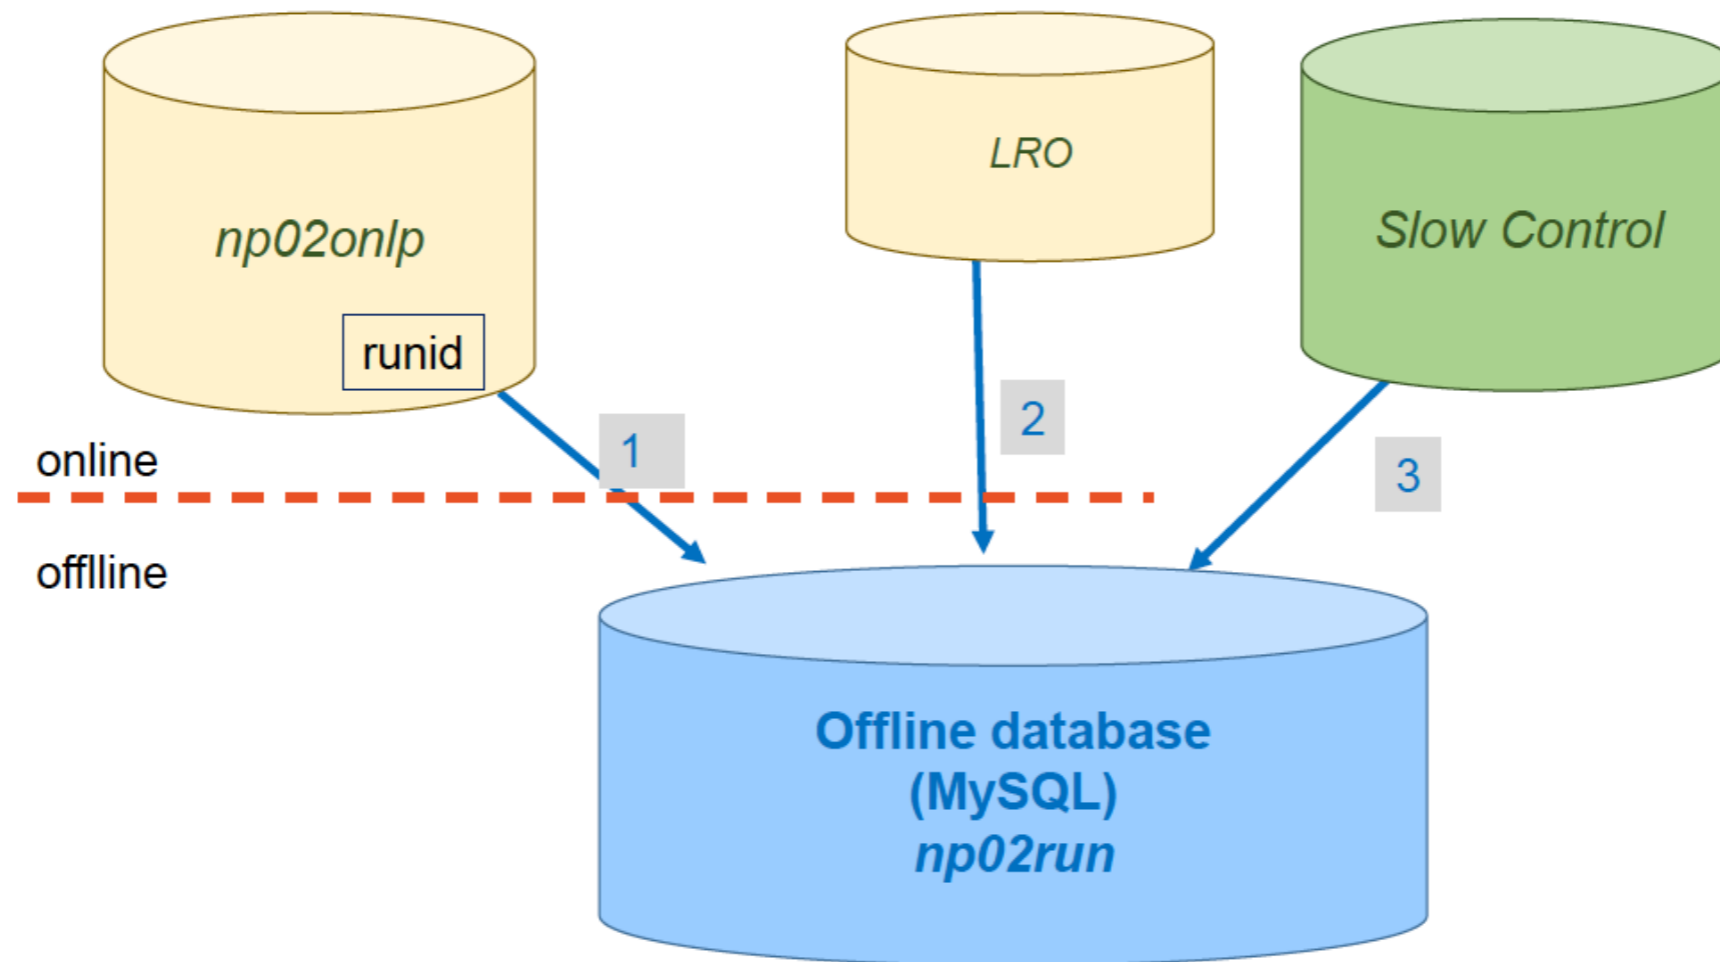 np02onlp
runid
LRO
Slow Control
1
2
3
online
offlline
Offline database
(MySQL)
np02run